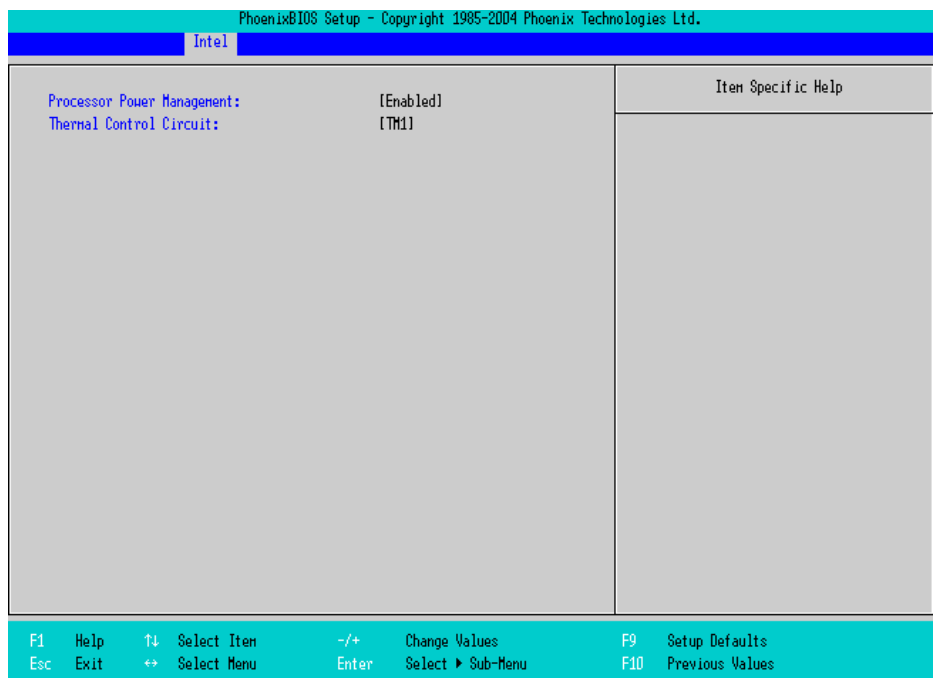 PhoenixBIOS Setup - Copyright 1985-2004 Phoenix Technologies Ltd.
Intel
Item Specific Help
Processor Power Management: [Enabled]
Thermal Control Circuit: [TM1]
F1 Help ↑↓ Select Item -/+ Change Values F9 Setup Defaults
Esc Exit ↔ Select Menu Enter Select ▶ Sub-Menu F10 Previous Values